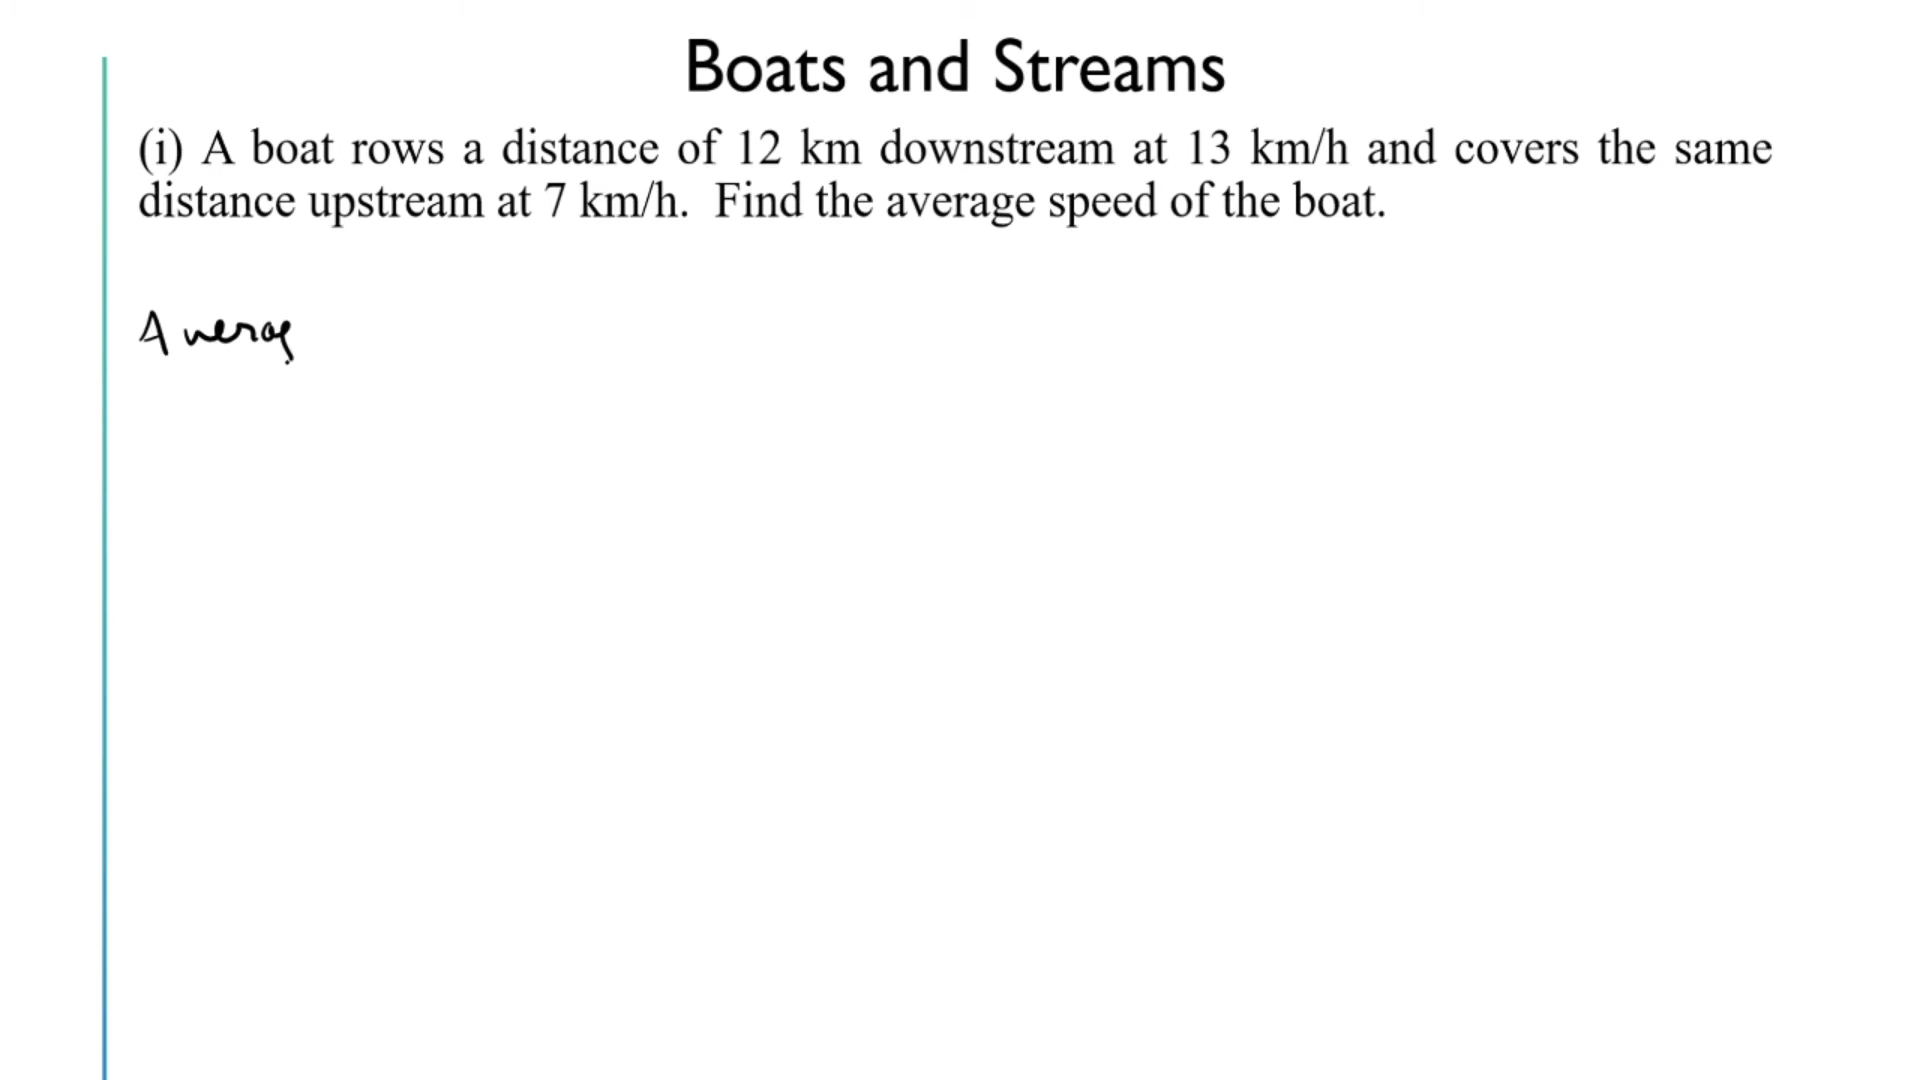 Boats and Streams
(i) A boat rows a distance of 12 km downstream at 13 km/h and covers the same
distance upstream at 7 km/h. Find the average speed of the boat.
Averag